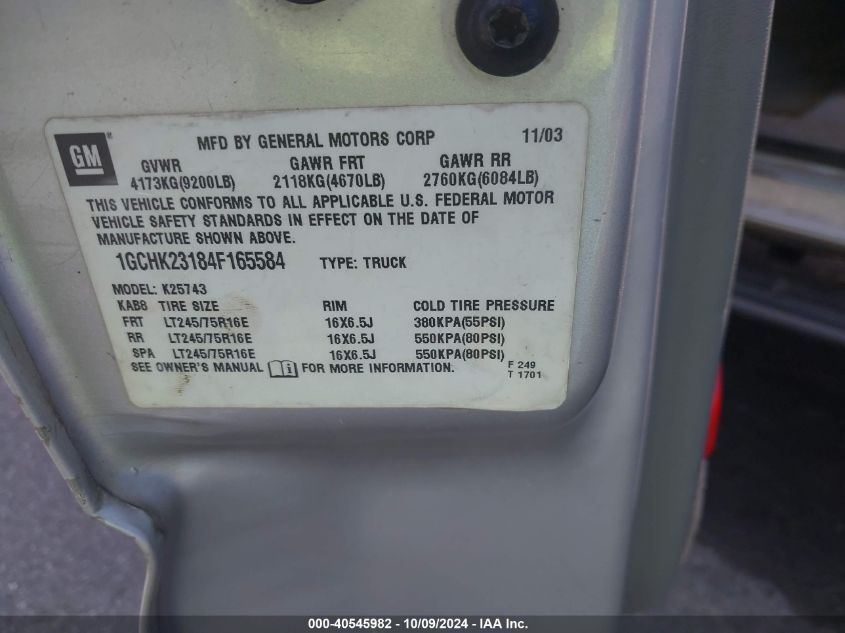 GM
MFD BY GENERAL MOTORS CORP 11/03
GVWR GAWR FRT GAWR RR
4173KG(9200LB) 2118KG(4670LB) 2760KG(6084LB)
THIS VEHICLE CONFORMS TO ALL APPLICABLE U.S. FEDERAL MOTOR
VEHICLE SAFETY STANDARDS IN EFFECT ON THE DATE OF
MANUFACTURE SHOWN ABOVE.
1GCHK23184F165584 TYPE: TRUCK
MODEL: K25743
KAB8 TIRE SIZE RIM COLD TIRE PRESSURE
FRT LT245/75R16E 16X6.5J 380KPA(55PSI)
RR LT245/75R16E 16X6.5J 550KPA(80PSI)
SPA LT245/75R16E 16X6.5J 550KPA(80PSI)
SEE OWNER'S MANUAL FOR MORE INFORMATION.
F 249
T 1701
000-40545982 - 10/09/2024 - IAA Inc.